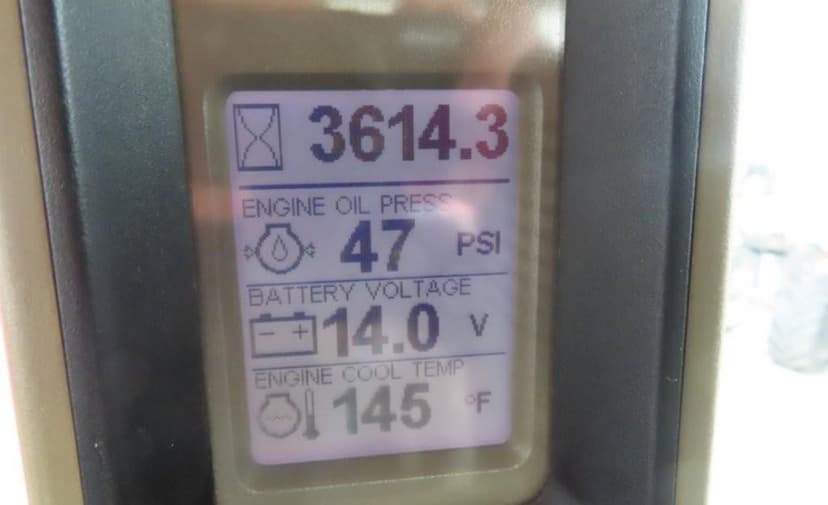 3614.3
ENGINE OIL PRESS
47 PSI
BATTERY VOLTAGE
- + 14.0 V
ENGINE COOL TEMP
145 °F